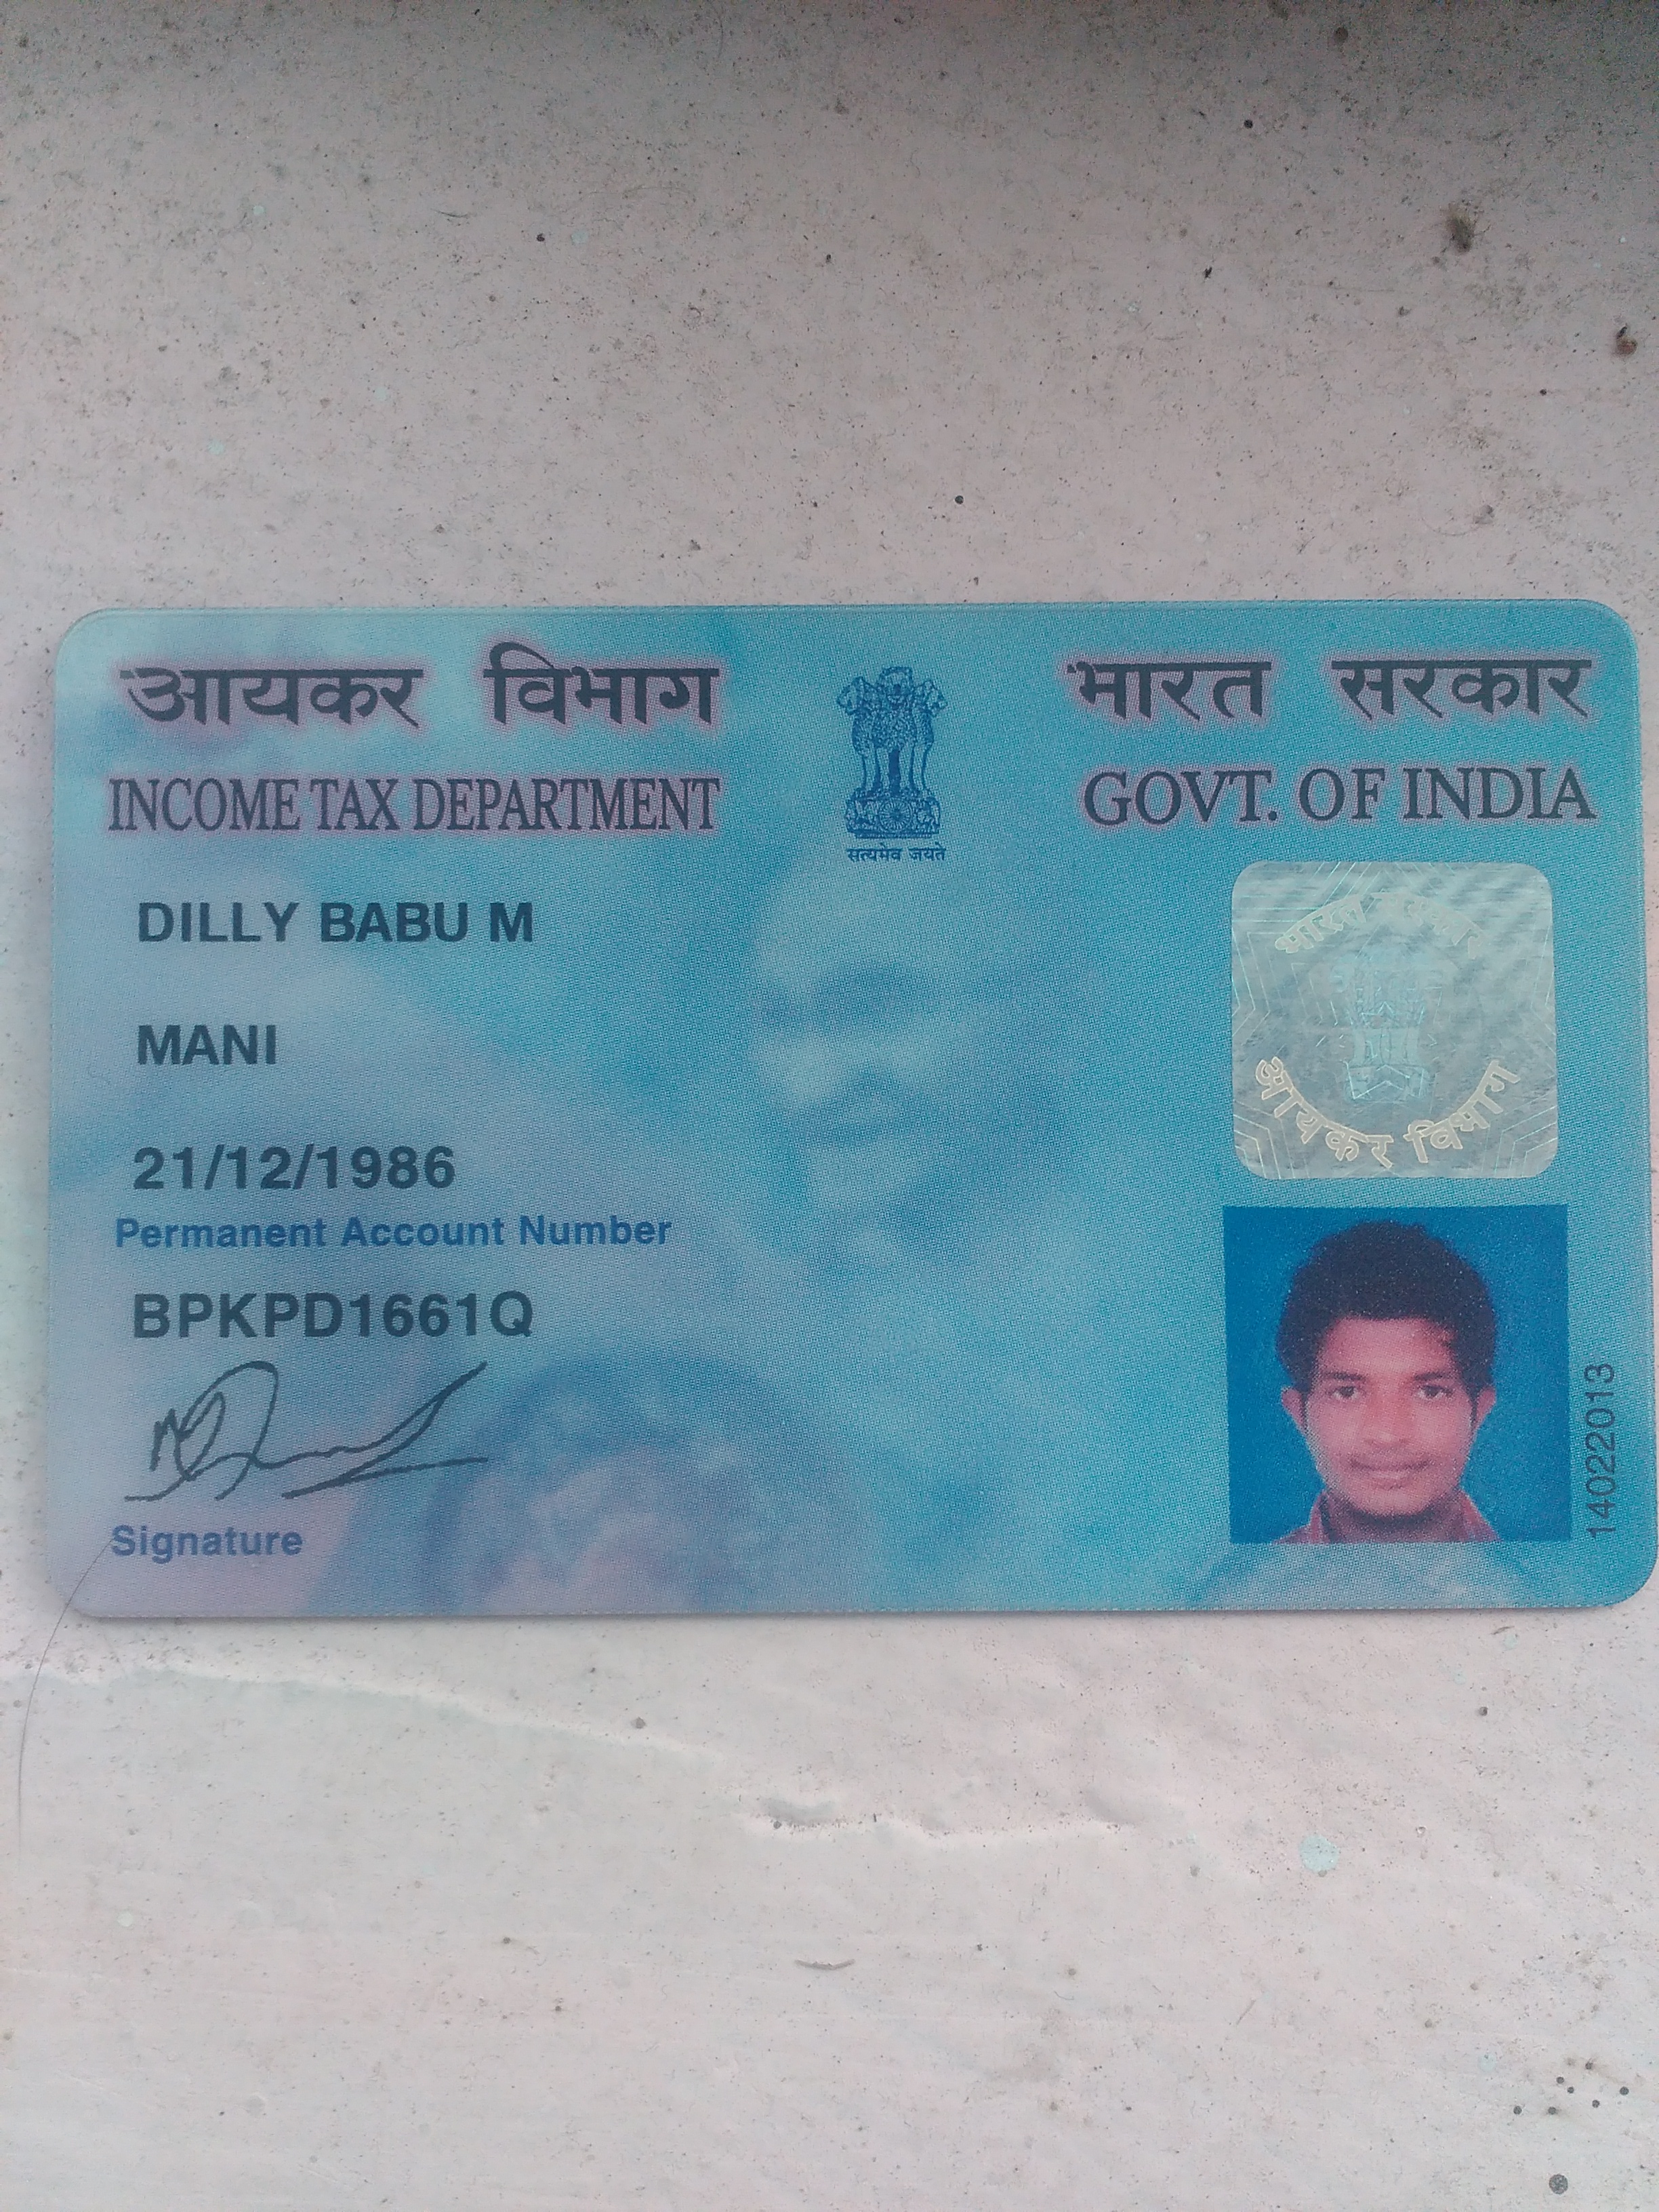 आयकर विभाग
INCOME TAX DEPARTMENT
सत्यमेव जयते
भारत सरकार
GOVT. OF INDIA
DILLY BABU M
MANI
21/12/1986
Permanent Account Number
BPKPD1661Q
Signature
भारत सरकार
आयकर विभाग
14022013